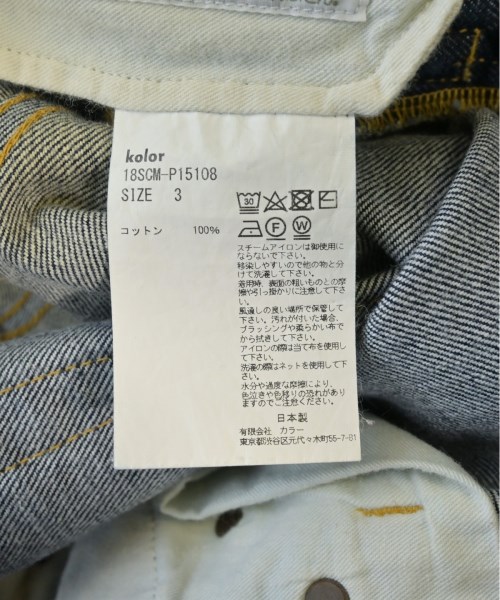 kolor
18SCM-P15108
SIZE 3
コットン 100%
30
F W
スチームアイロンは御使用に
ならないで下さい。
移染しやすいので他の物と分
けて洗濯して下さい。
着用時、表面の粗いものとの摩
擦や引っ掛かりに注意して下さ
い。
風通しの良い場所で保管して
下さい。汚れが付いた場合、
ブラッシングや柔らかい布で
から拭きして下さい。
アイロンの際は当て布を使用し
て下さい。
洗濯の際はネットを使用して下
さい。
水分や過度な摩擦により、
色泣きや色移りの恐れがあり
ますのでご注意ください。
日本製
有限会社 カラー
東京都渋谷区元代々木町55-7-B1